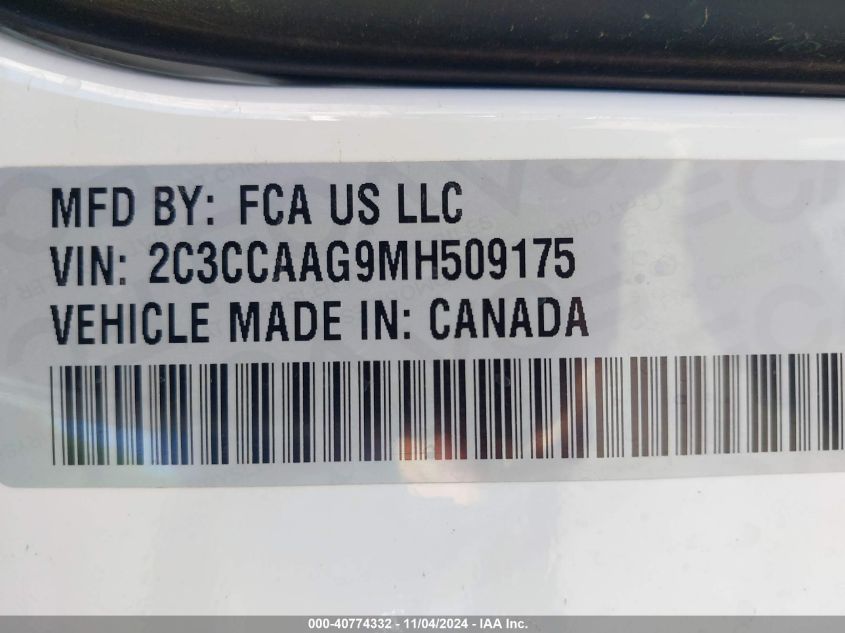 MFD BY: FCA US LLC
VIN: 2C3CCAAG9MH509175
VEHICLE MADE IN: CANADA
000-40774332 - 11/04/2024 - IAA Inc.